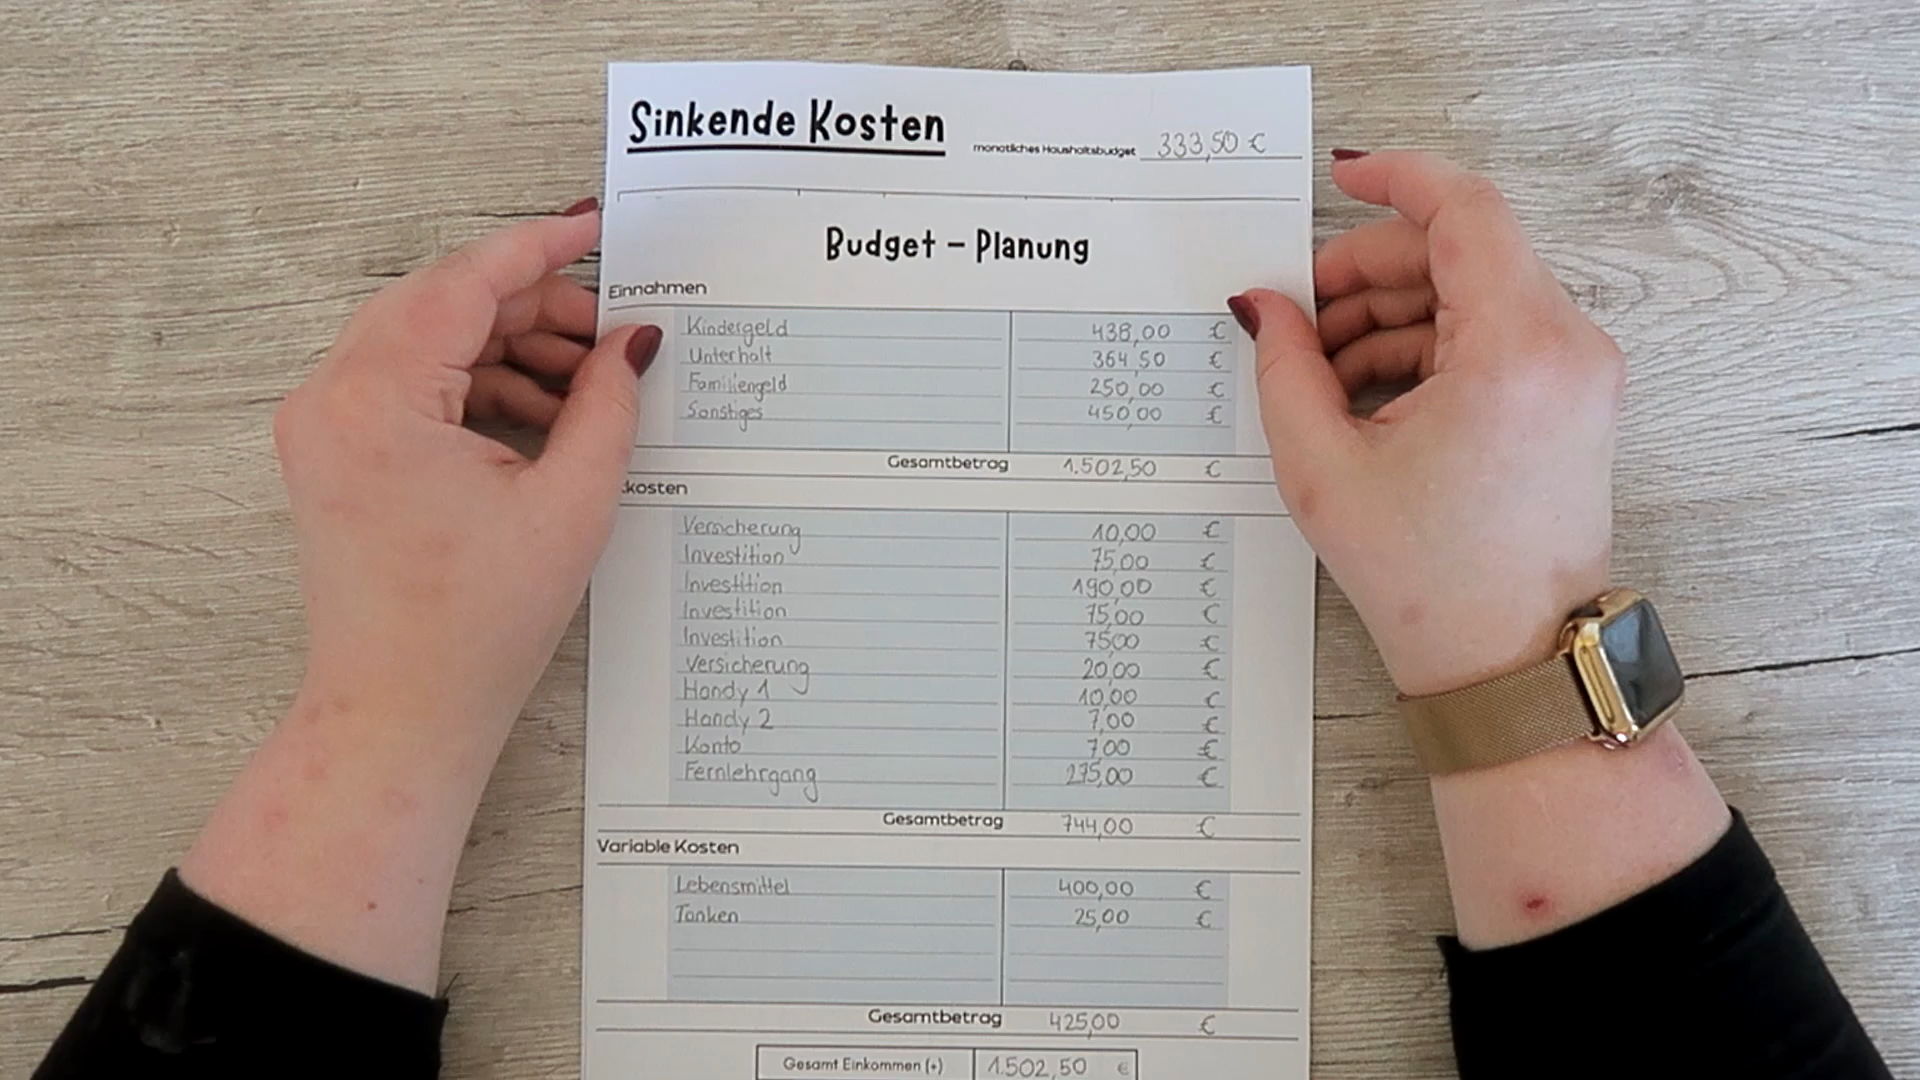 Sinkende Kosten
monatliches Haushaltsbudget 333,50 €
Budget – Planung
Einnahmen
Kindergeld 438,00 €
Unterhalt 364,50 €
Familiengeld 250,00 €
Sonstiges 450,00 €
Gesamtbetrag 1.502,50 €
kosten
Versicherung 10,00 €
Investition 75,00 €
Investition 190,00 €
Investition 75,00 €
Investition 75,00 €
Versicherung 20,00 €
Handy 1 10,00 €
Handy 2 7,00 €
Konto 7,00 €
Fernlehrgang 275,00 €
Gesamtbetrag 744,00 €
Variable Kosten
Lebensmittel 400,00 €
Tanken 25,00 €
Gesamtbetrag 425,00 €
Gesamt Einkommen (+) 1.502,50 €